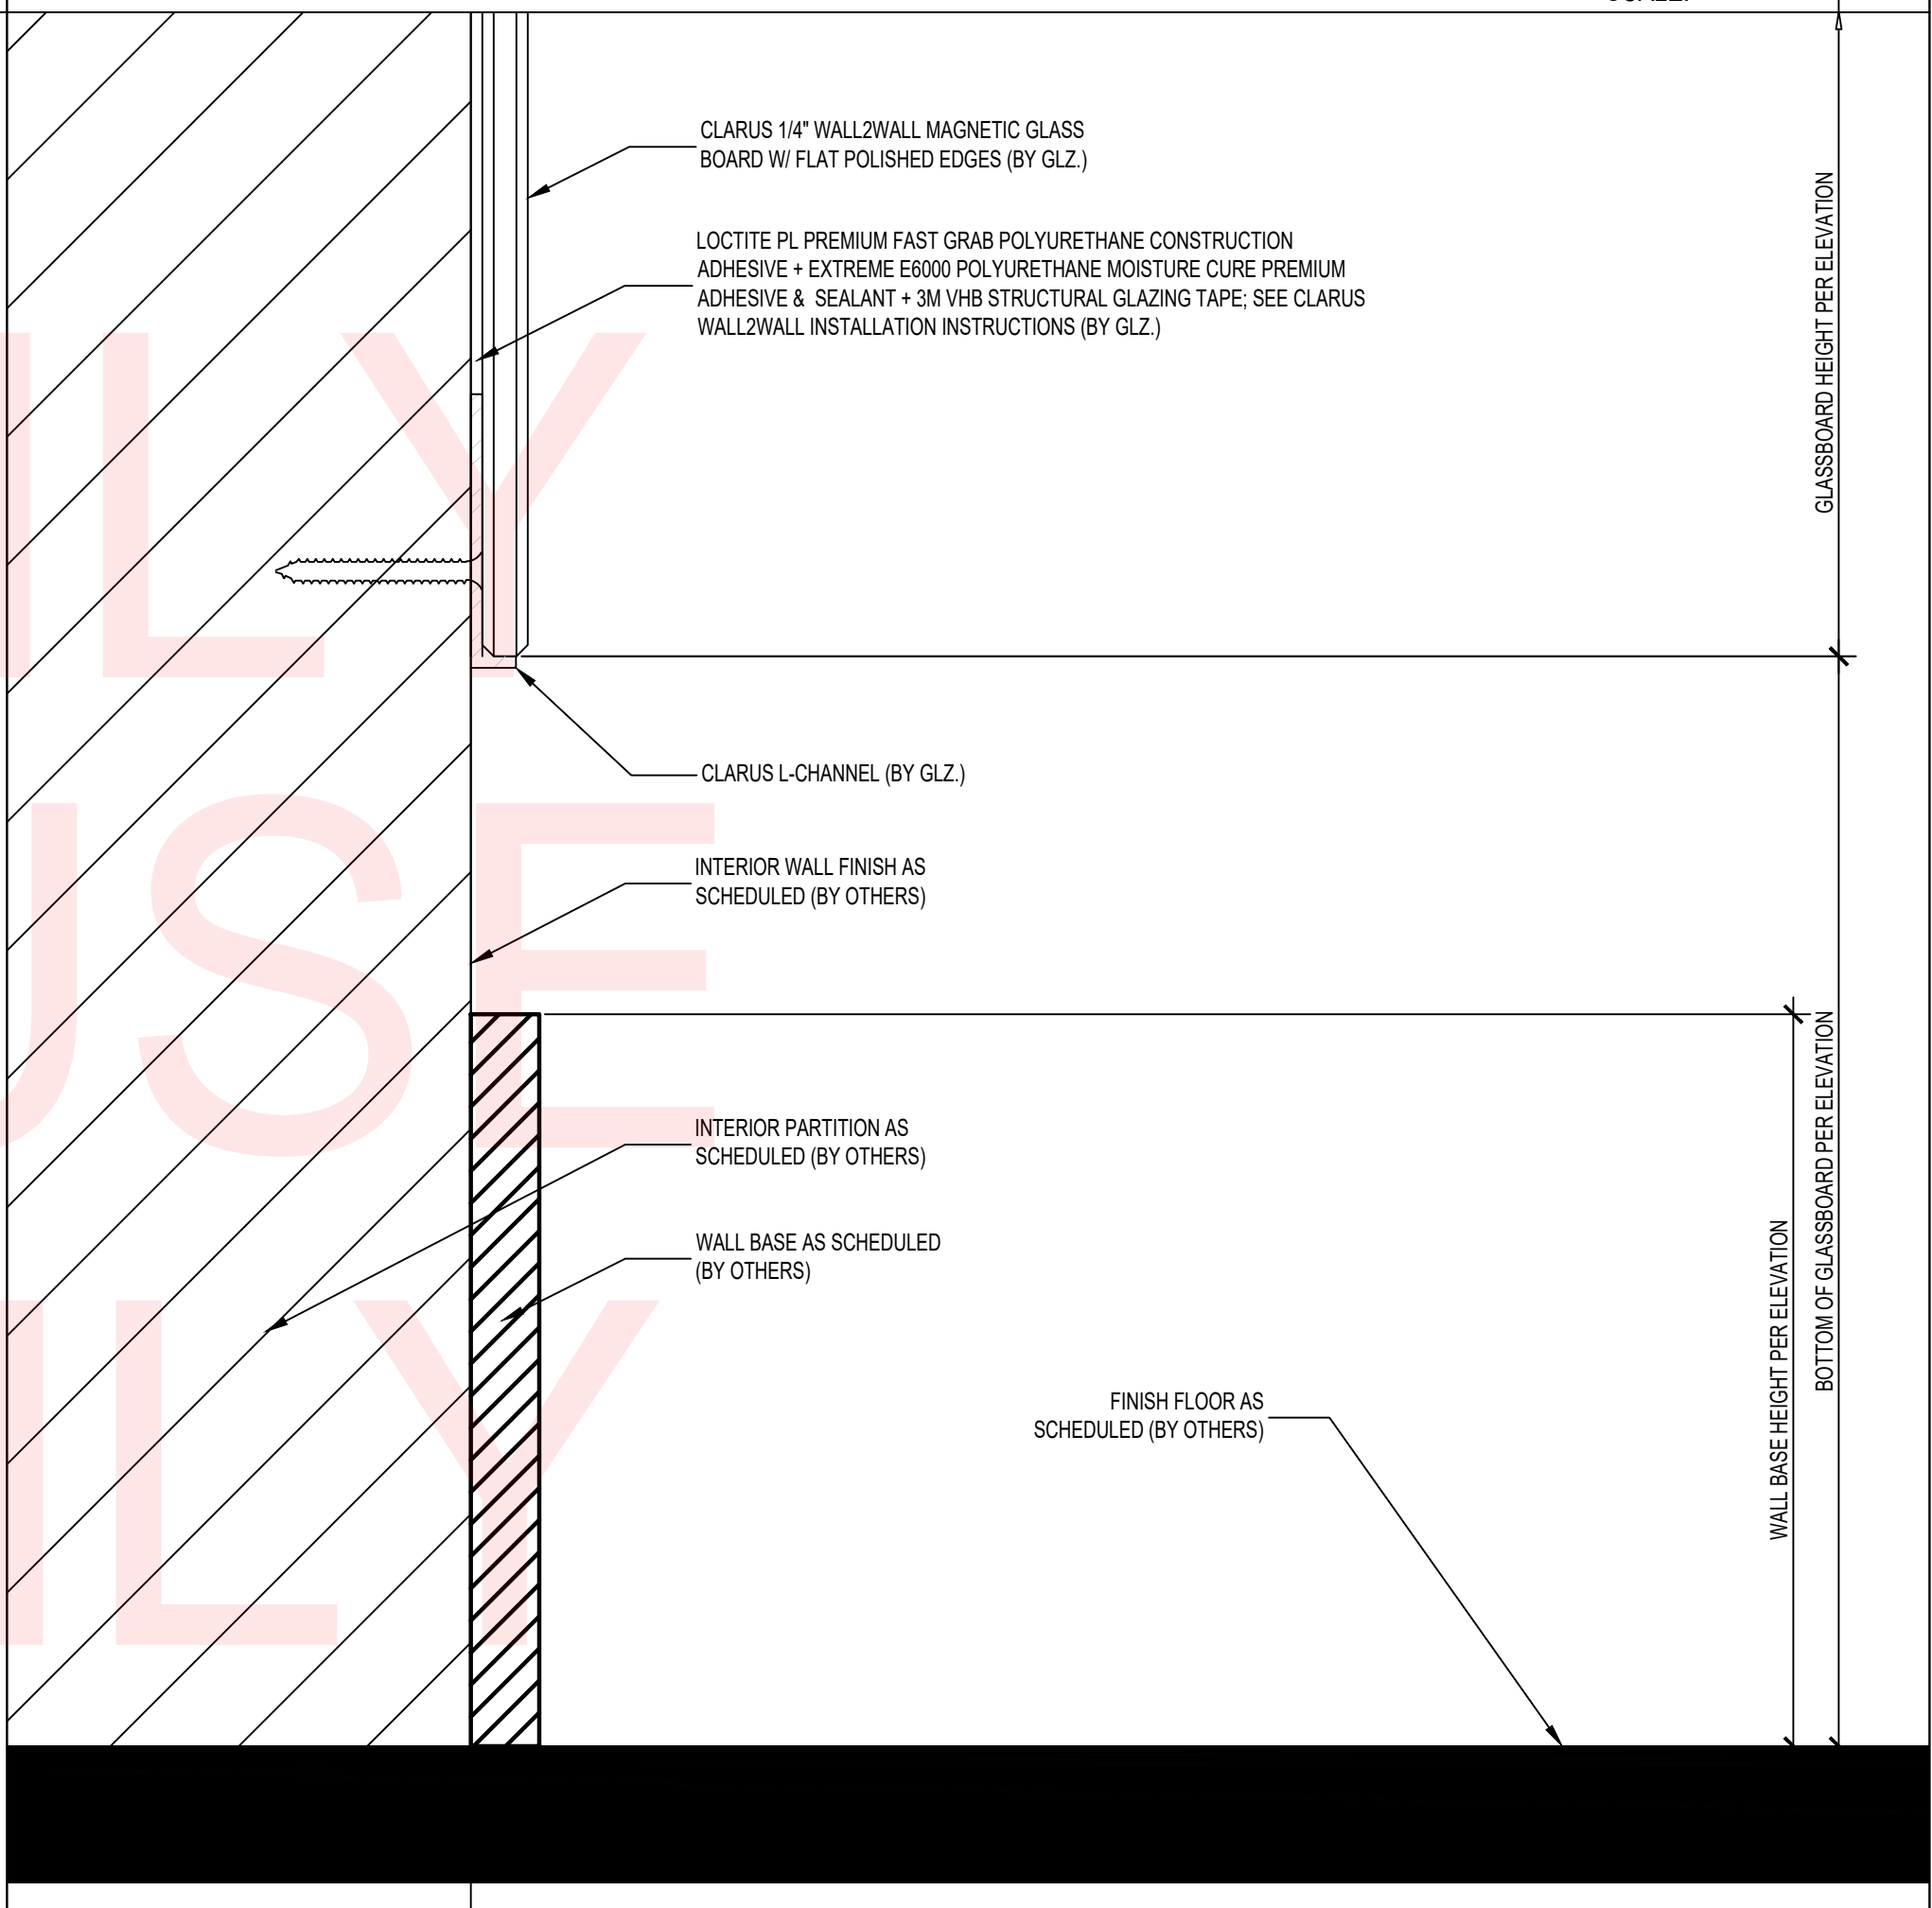 CLARUS 1/4" WALL2WALL MAGNETIC GLASS
BOARD W/ FLAT POLISHED EDGES (BY GLZ.)
LOCTITE PL PREMIUM FAST GRAB POLYURETHANE CONSTRUCTION
ADHESIVE + EXTREME E6000 POLYURETHANE MOISTURE CURE PREMIUM
ADHESIVE & SEALANT + 3M VHB STRUCTURAL GLAZING TAPE; SEE CLARUS
WALL2WALL INSTALLATION INSTRUCTIONS (BY GLZ.)
GLASSBOARD HEIGHT PER ELEVATION
CLARUS L-CHANNEL (BY GLZ.)
INTERIOR WALL FINISH AS
SCHEDULED (BY OTHERS)
INTERIOR PARTITION AS
SCHEDULED (BY OTHERS)
WALL BASE AS SCHEDULED
(BY OTHERS)
FINISH FLOOR AS
SCHEDULED (BY OTHERS)
WALL BASE HEIGHT PER ELEVATION
BOTTOM OF GLASSBOARD PER ELEVATION
USE